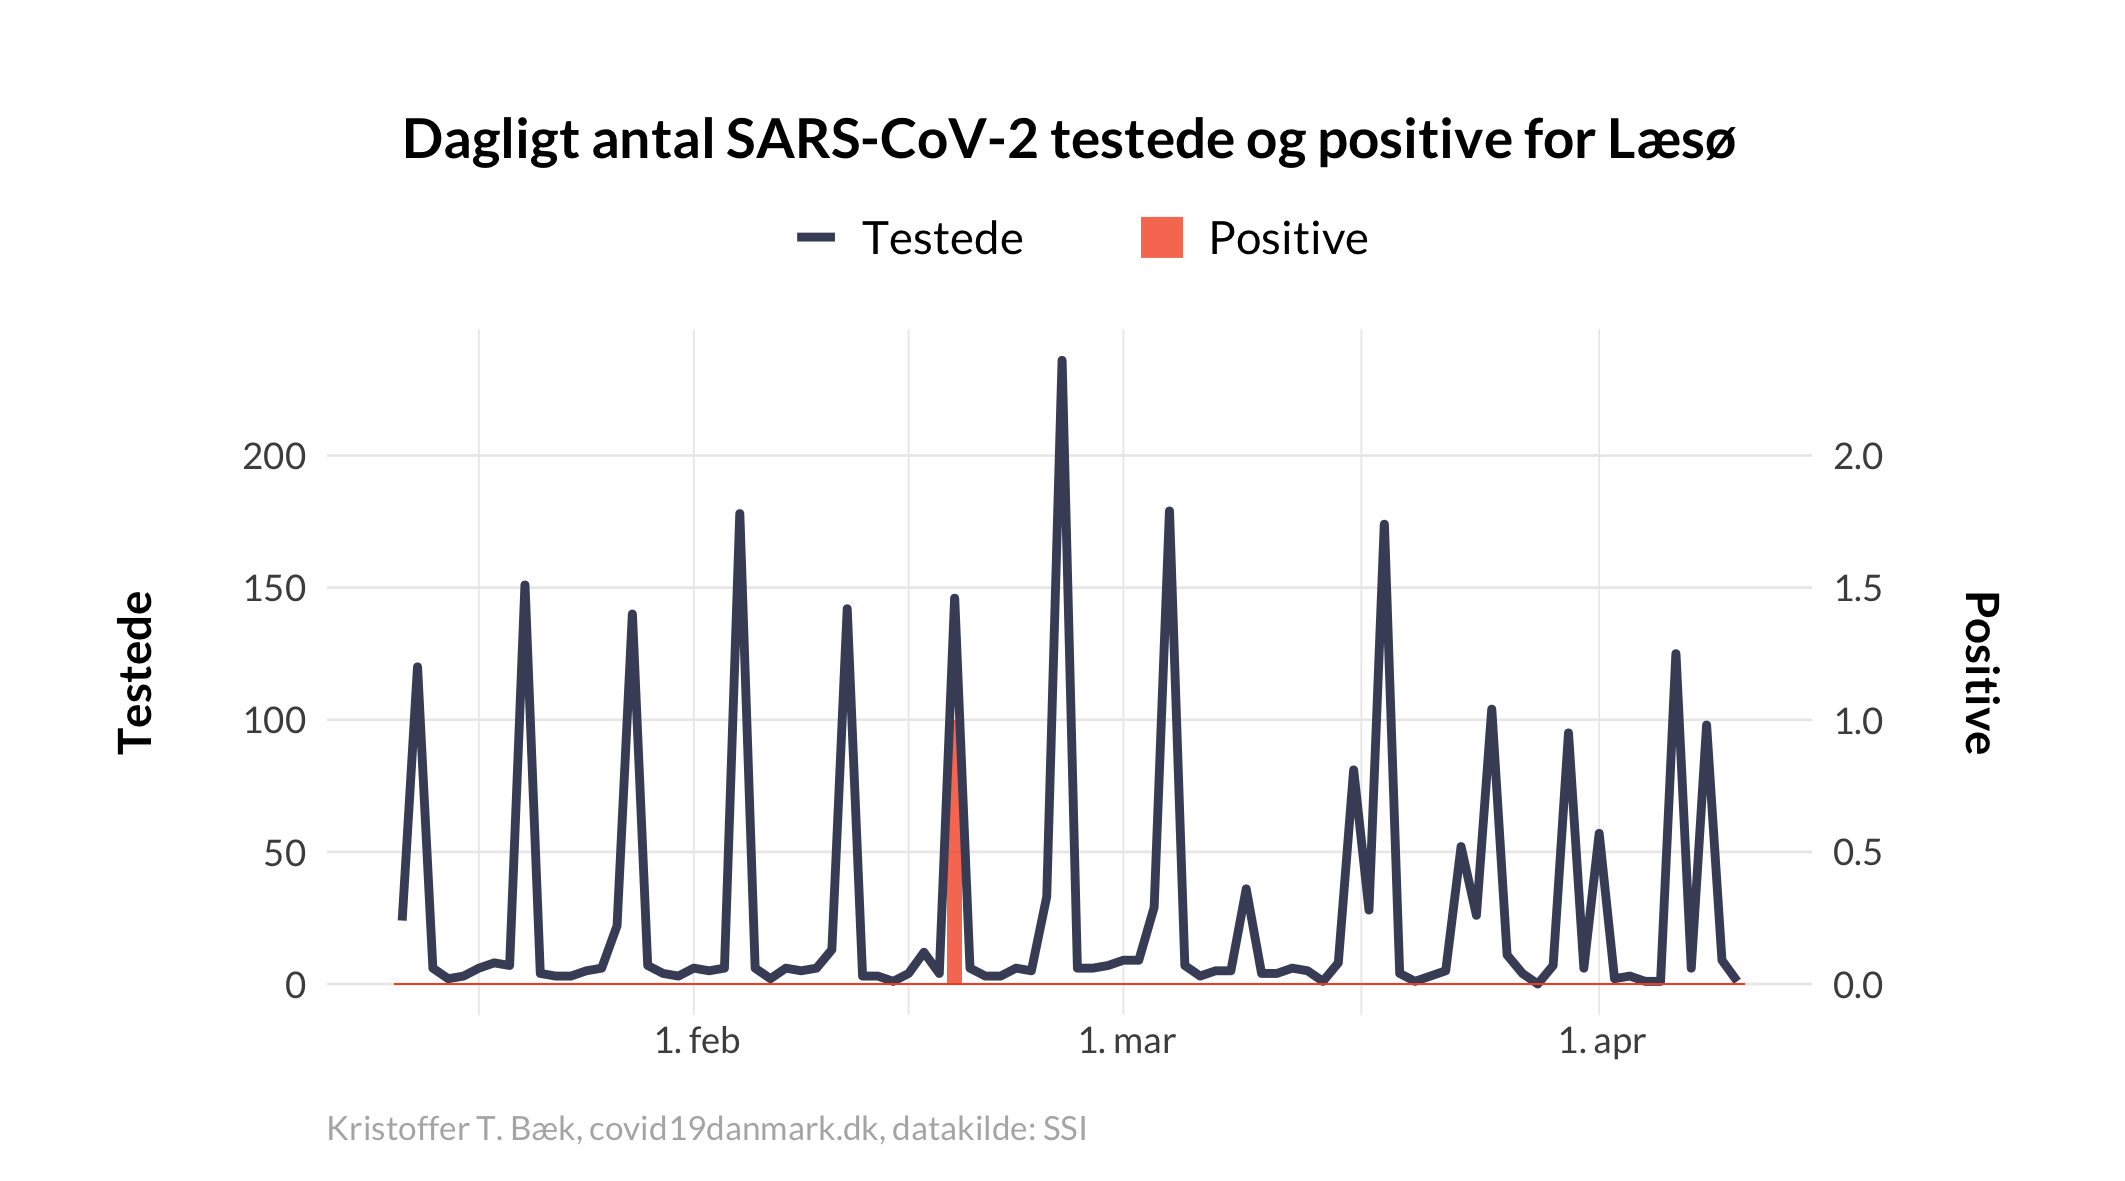 Dagligt antal SARS-CoV-2 testede og positive for Læsø
Testede Positive
200 2.0
150 1.5
100 1.0
50 0.5
0 0.0
Testede
Positive
1. feb 1. mar 1. apr
Kristoffer T. Bæk, covid19danmark.dk, datakilde: SSI